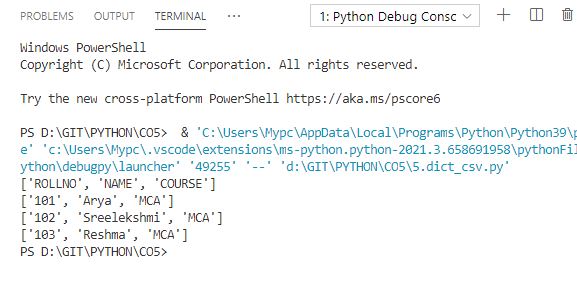 PROBLEMS OUTPUT TERMINAL ... 1: Python Debug Consc
Windows PowerShell
Copyright (C) Microsoft Corporation. All rights reserved.
Try the new cross-platform PowerShell https://aka.ms/pscore6
PS D:\GIT\PYTHON\CO5> & 'C:\Users\Mypc\AppData\Local\Programs\Python\Python39\p
e' 'c:\Users\Mypc\.vscode\extensions\ms-python.python-2021.3.658691958\pythonFil
ython\debugpy\launcher' '49255' '--' 'd:\GIT\PYTHON\CO5\5.dict_csv.py'
['ROLLNO', 'NAME', 'COURSE']
['101', 'Arya', 'MCA']
['102', 'Sreelekshmi', 'MCA']
['103', 'Reshma', 'MCA']
PS D:\GIT\PYTHON\CO5>